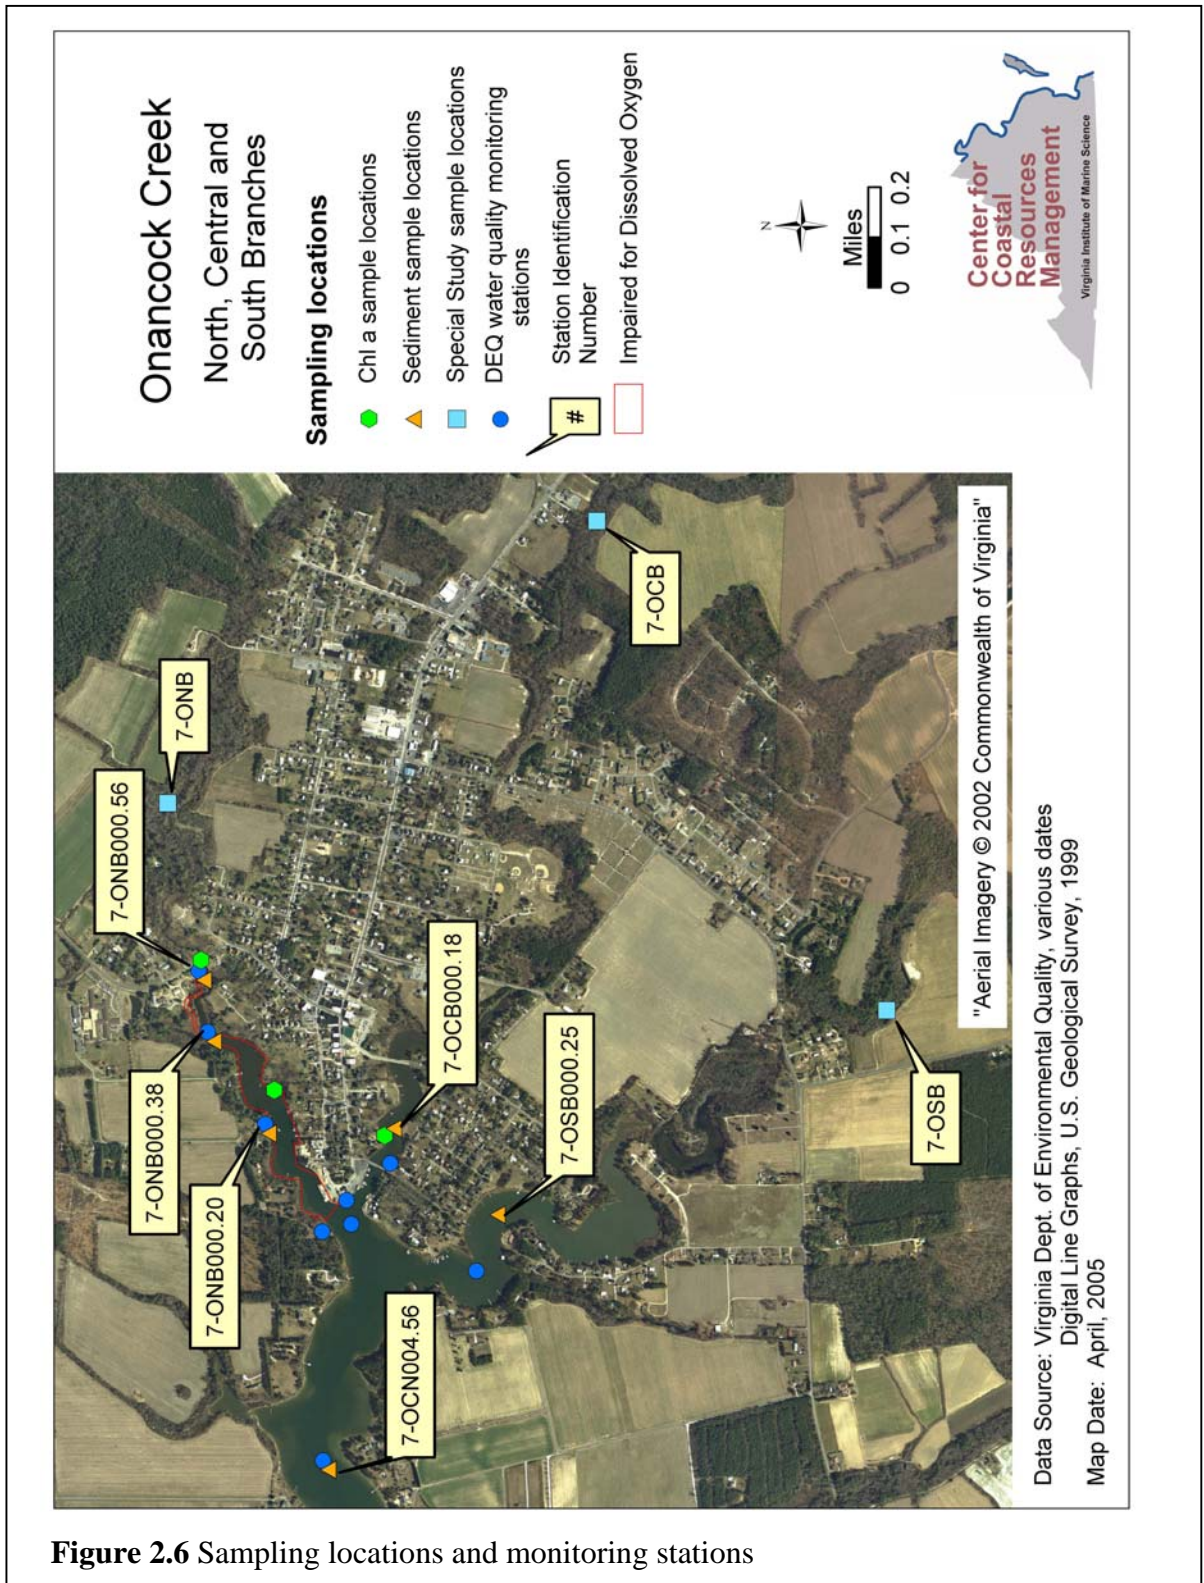 Onancock Creek
North, Central and
South Branches
Sampling locations
Chl a sample locations
Sediment sample locations
Special Study sample locations
DEQ water quality monitoring
stations
#
Station Identification
Number
Impaired for Dissolved Oxygen
N
Miles
0 0.1 0.2
Center for
Coastal
Resources
Management
Virginia Institute of Marine Science
7-ONB
7-ONB000.56
7-ONB000.38
7-ONB000.20
7-OCB
7-OCB000.18
7-OSB000.25
7-OCN004.56
7-OSB
"Aerial Imagery © 2002 Commonwealth of Virginia"
Data Source: Virginia Dept. of Environmental Quality, various dates
Digital Line Graphs, U.S. Geological Survey, 1999
Map Date: April, 2005
Figure 2.6 Sampling locations and monitoring stations